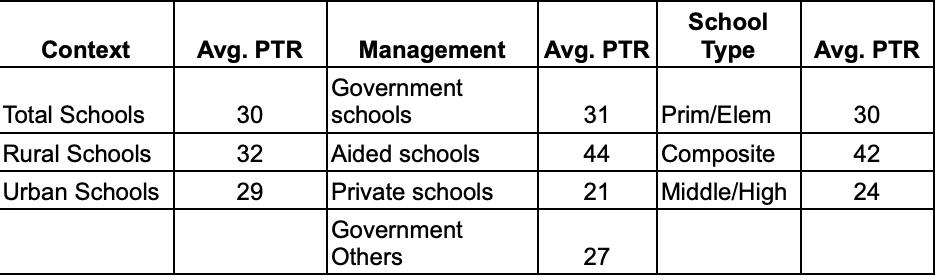 Context Avg. PTR Management Avg. PTR School Type Avg. PTR
Total Schools 30 Government schools 31 Prim/Elem 30
Rural Schools 32 Aided schools 44 Composite 42
Urban Schools 29 Private schools 21 Middle/High 24
Government Others 27